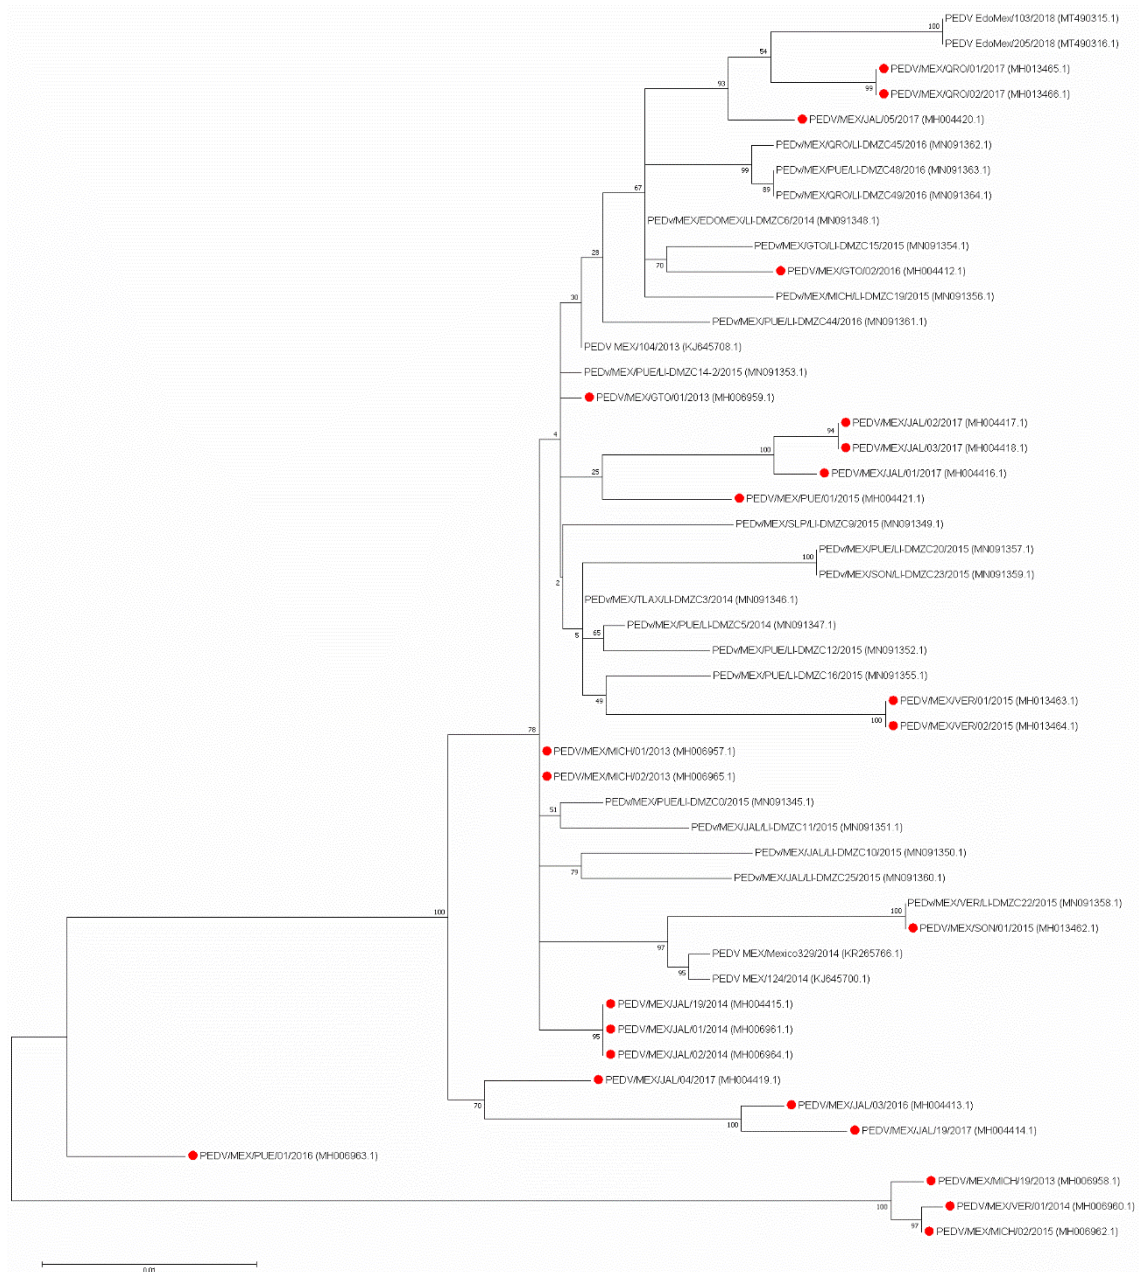 PEDV EdoMex/103/2018 (MT490315.1)
100
PEDV EdoMex/205/2018 (MT490316.1)
54
PEDV/MEX/QRO/01/2017 (MH013465.1)
93
99
PEDV/MEX/QRO/02/2017 (MH013466.1)
PEDV/MEX/JAL/05/2017 (MH004420.1)
PEDv/MEX/QRO/LI-DMZC45/2016 (MN091362.1)
99
PEDv/MEX/PUE/LI-DMZC48/2016 (MN091363.1)
67
89
PEDv/MEX/QRO/LI-DMZC49/2016 (MN091364.1)
PEDv/MEX/EDOMEX/LI-DMZC6/2014 (MN091348.1)
PEDv/MEX/GTO/LI-DMZC15/2015 (MN091354.1)
28
70
PEDV/MEX/GTO/02/2016 (MH004412.1)
30
PEDv/MEX/MICH/LI-DMZC19/2015 (MN091356.1)
PEDv/MEX/PUE/LI-DMZC44/2016 (MN091361.1)
PEDV MEX/104/2013 (KJ645708.1)
PEDv/MEX/PUE/LI-DMZC14-2/2015 (MN091353.1)
PEDV/MEX/GTO/01/2013 (MH006959.1)
4
94
PEDV/MEX/JAL/02/2017 (MH004417.1)
100
PEDV/MEX/JAL/03/2017 (MH004418.1)
25
PEDV/MEX/JAL/01/2017 (MH004416.1)
PEDV/MEX/PUE/01/2015 (MH004421.1)
PEDv/MEX/SLP/LI-DMZC9/2015 (MN091349.1)
100
PEDv/MEX/PUE/LI-DMZC20/2015 (MN091357.1)
2
PEDv/MEX/SON/LI-DMZC23/2015 (MN091359.1)
PEDv/MEX/TLAX/LI-DMZC3/2014 (MN091346.1)
5
65
PEDv/MEX/PUE/LI-DMZC5/2014 (MN091347.1)
PEDv/MEX/PUE/LI-DMZC12/2015 (MN091352.1)
49
PEDv/MEX/PUE/LI-DMZC16/2015 (MN091355.1)
PEDV/MEX/VER/01/2015 (MH013463.1)
100
PEDV/MEX/VER/02/2015 (MH013464.1)
78
PEDV/MEX/MICH/01/2013 (MH006957.1)
PEDV/MEX/MICH/02/2013 (MH006965.1)
51
PEDv/MEX/PUE/LI-DMZC0/2015 (MN091345.1)
PEDv/MEX/JAL/LI-DMZC11/2015 (MN091351.1)
PEDv/MEX/JAL/LI-DMZC10/2015 (MN091350.1)
79
PEDv/MEX/JAL/LI-DMZC25/2015 (MN091360.1)
100
PEDv/MEX/VER/LI-DMZC22/2015 (MN091358.1)
100
PEDV/MEX/SON/01/2015 (MH013462.1)
97
PEDV MEX/Mexico329/2014 (KR265766.1)
95
PEDV MEX/124/2014 (KJ645700.1)
PEDV/MEX/JAL/19/2014 (MH004415.1)
95
PEDV/MEX/JAL/01/2014 (MH006961.1)
PEDV/MEX/JAL/02/2014 (MH006964.1)
PEDV/MEX/JAL/04/2017 (MH004419.1)
70
PEDV/MEX/JAL/03/2016 (MH004413.1)
100
PEDV/MEX/JAL/19/2017 (MH004414.1)
PEDV/MEX/PUE/01/2016 (MH006963.1)
PEDV/MEX/MICH/19/2013 (MH006958.1)
100
PEDV/MEX/VER/01/2014 (MH006960.1)
97
PEDV/MEX/MICH/02/2015 (MH006962.1)
0.01